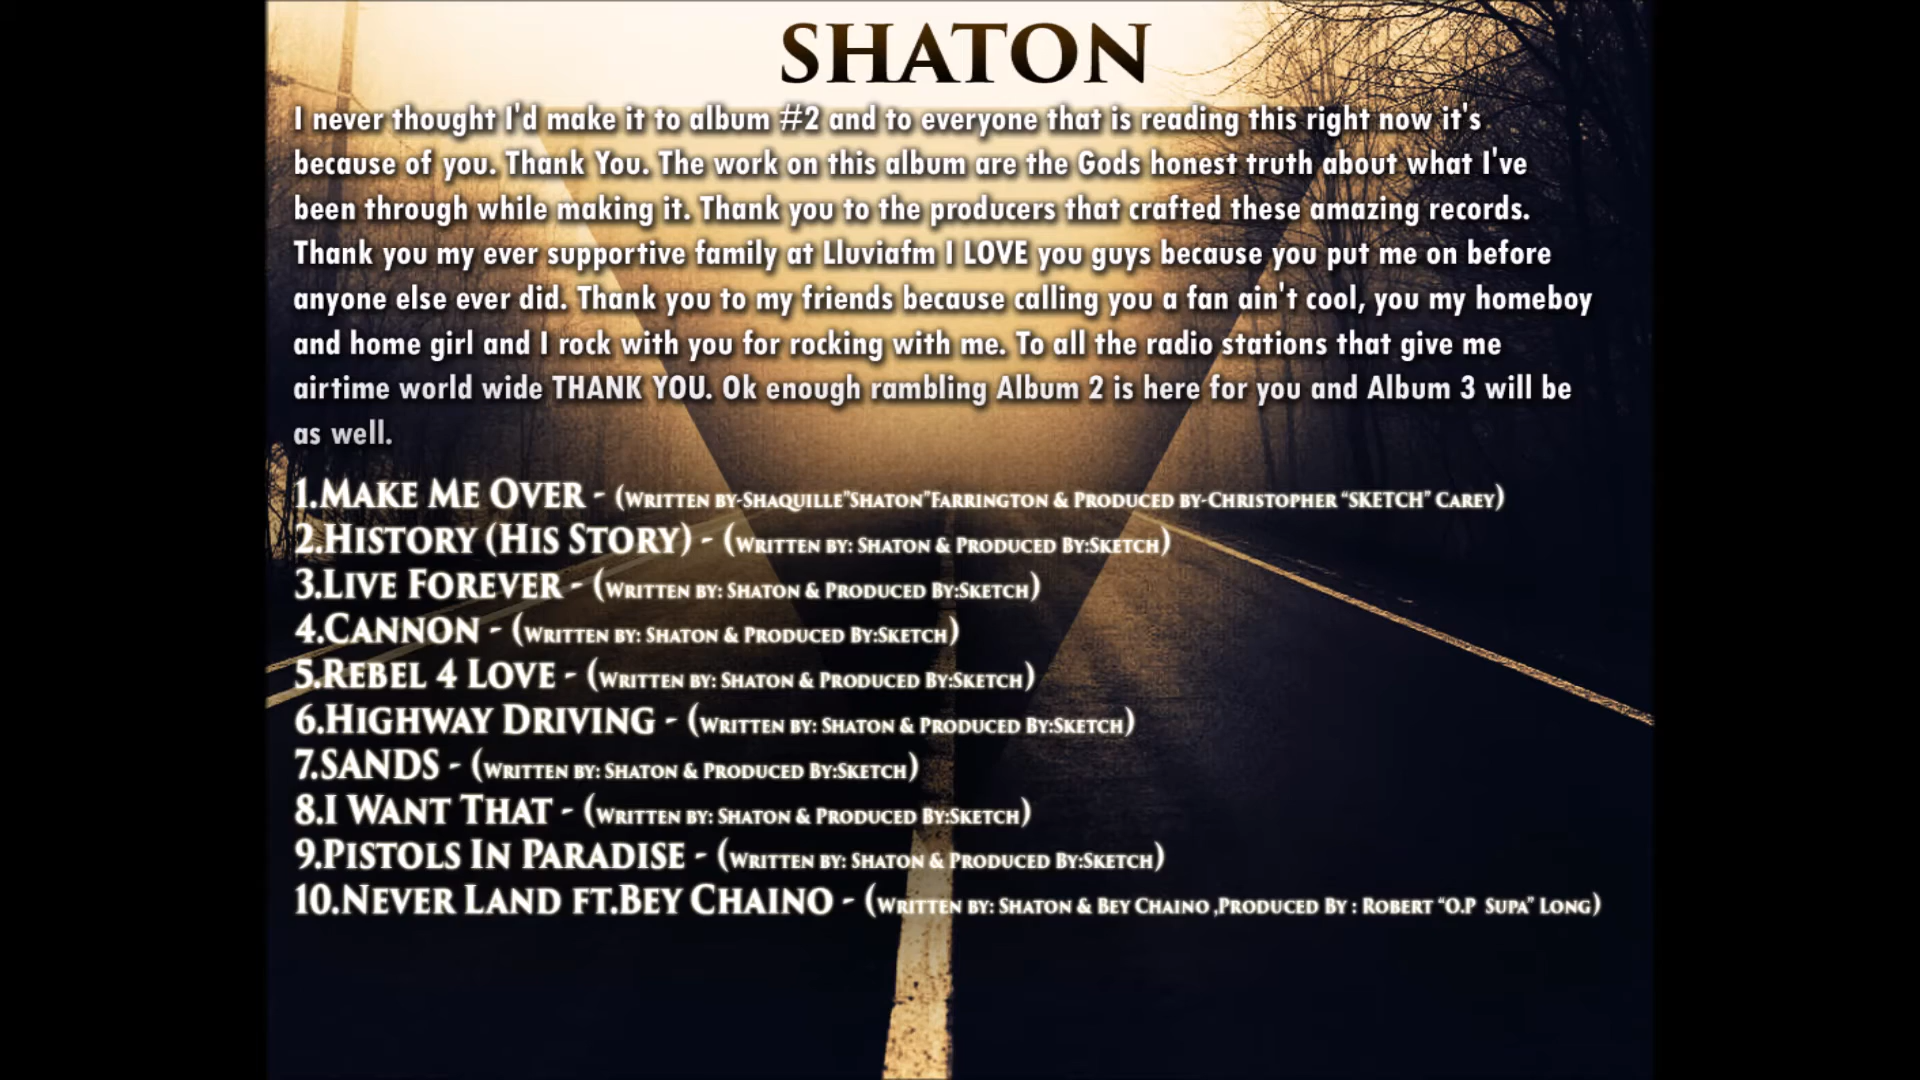 SHATON
I never thought I'd make it to album #2 and to everyone that is reading this right now it's
because of you. Thank You. The work on this album are the Gods honest truth about what I've
been through while making it. Thank you to the producers that crafted these amazing records.
Thank you my ever supportive family at Lluviafm I LOVE you guys because you put me on before
anyone else ever did. Thank you to my friends because calling you a fan ain't cool, you my homeboy
and home girl and I rock with you for rocking with me. To all the radio stations that give me
airtime world wide THANK YOU. Ok enough rambling Album 2 is here for you and Album 3 will be
as well.
1.Make Me Over - (Written by-Shaquille”Shaton”Farrington & Produced by-Christopher “SKETCH” Carey)
2.History (His Story) - (Written by: Shaton & Produced By:Sketch)
3.Live Forever - (Written by: Shaton & Produced By:Sketch)
4.Cannon - (Written by: Shaton & Produced By:Sketch)
5.Rebel 4 Love - (Written by: Shaton & Produced By:Sketch)
6.Highway Driving - (Written by: Shaton & Produced By:Sketch)
7.SANDS - (Written by: Shaton & Produced By:Sketch)
8.I Want That - (Written by: Shaton & Produced By:Sketch)
9.Pistols In Paradise - (Written by: Shaton & Produced By:Sketch)
10.Never Land ft.Bey Chaino - (Written by: Shaton & Bey Chaino ,Produced By : Robert “O.P Supa” Long)